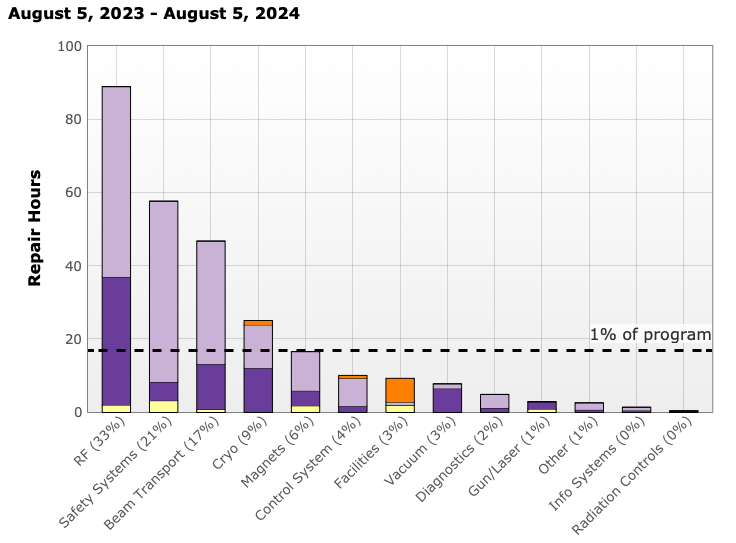 August 5, 2023 - August 5, 2024
100
80
60
40
20
0
Repair Hours
1% of program
RF (33%)
Safety Systems (21%)
Beam Transport (17%)
Cryo (9%)
Magnets (6%)
Control System (4%)
Facilities (3%)
Vacuum (3%)
Diagnostics (2%)
Gun/Laser (1%)
Other (1%)
Info Systems (0%)
Radiation Controls (0%)